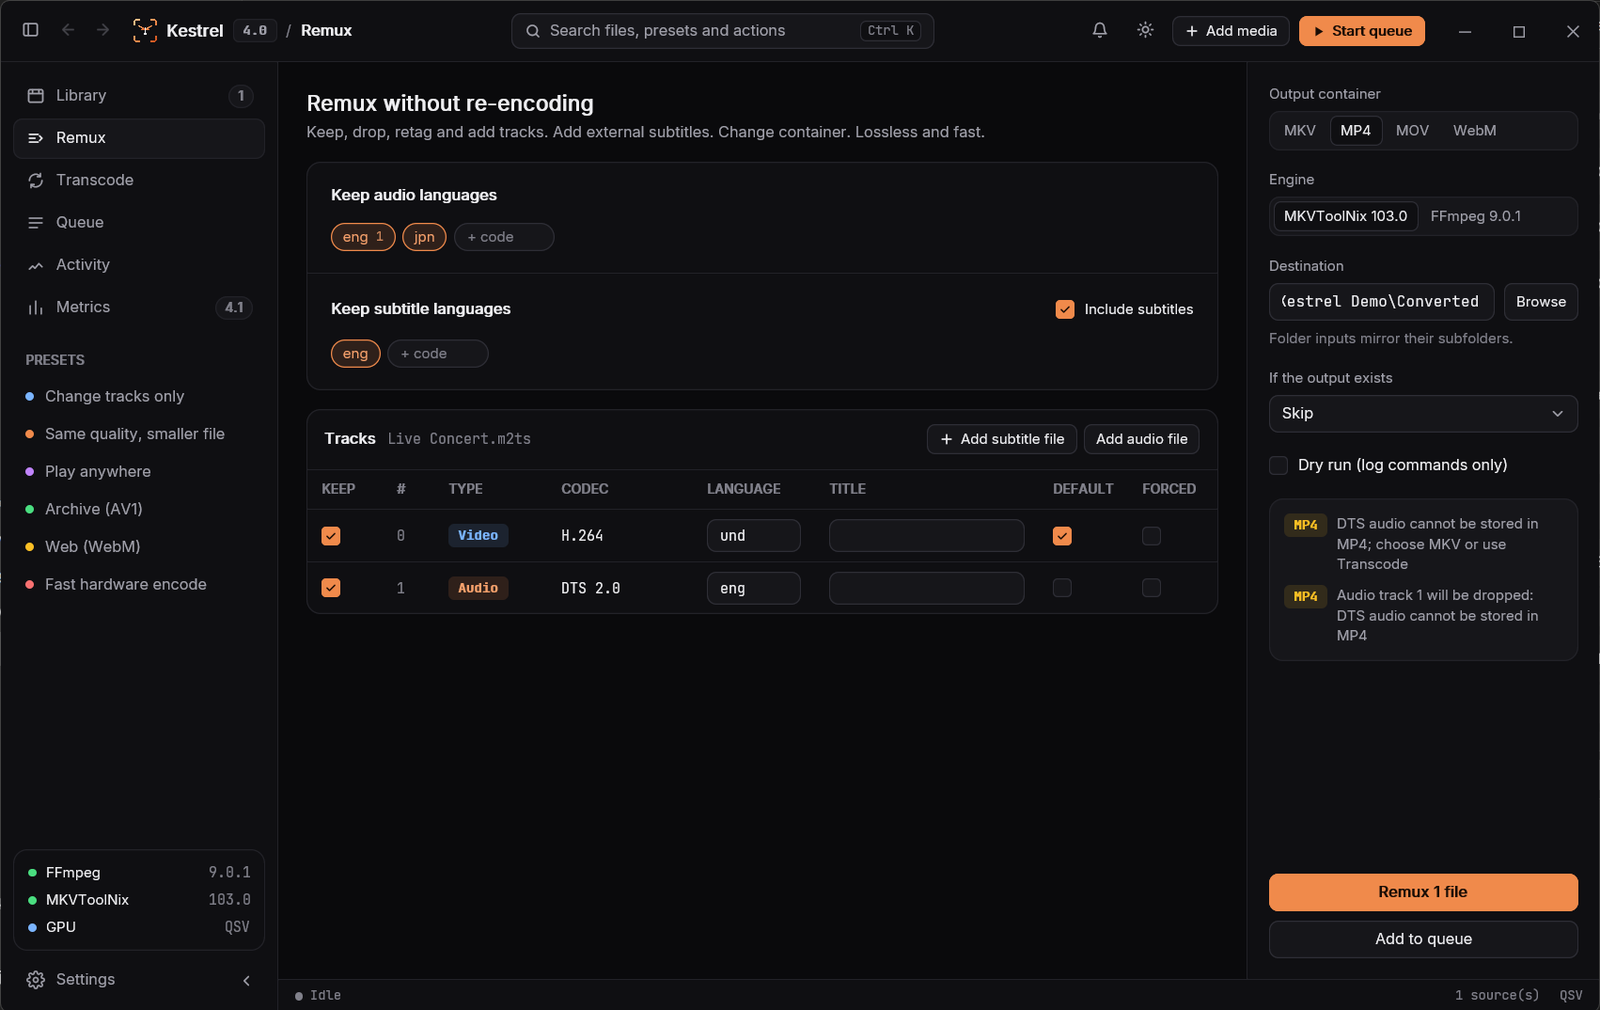 Kestrel 4.0 / Remux
Search files, presets and actions Ctrl K
+ Add media
Start queue
Library 1
Remux
Transcode
Queue
Activity
Metrics 4.1
PRESETS
Change tracks only
Same quality, smaller file
Play anywhere
Archive (AV1)
Web (WebM)
Fast hardware encode
FFmpeg 9.0.1
MKVToolNix 103.0
GPU QSV
Settings
Remux without re-encoding
Keep, drop, retag and add tracks. Add external subtitles. Change container. Lossless and fast.
Keep audio languages
eng 1 jpn + code
Keep subtitle languages
Include subtitles
eng + code
Tracks Live Concert.m2ts
+ Add subtitle file
Add audio file
KEEP # TYPE CODEC LANGUAGE TITLE DEFAULT FORCED
0 Video H.264 und
1 Audio DTS 2.0 eng
Output container
MKV MP4 MOV WebM
Engine
MKVToolNix 103.0 FFmpeg 9.0.1
Destination
estrel Demo\Converted Browse
Folder inputs mirror their subfolders.
If the output exists
Skip
Dry run (log commands only)
MP4 DTS audio cannot be stored in
MP4; choose MKV or use
Transcode
MP4 Audio track 1 will be dropped:
DTS audio cannot be stored in
MP4
Remux 1 file
Add to queue
Idle
1 source(s) QSV